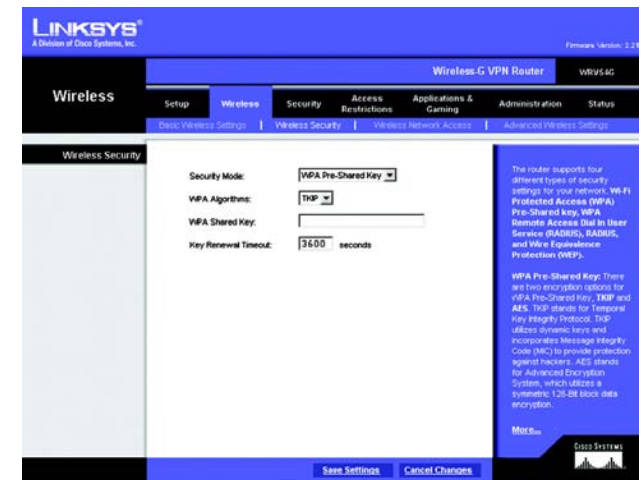 LINKSYS®
A Division of Cisco Systems, Inc.
Firmware Version: 2.21
Wireless-G VPN Router WRV54G
Wireless
Setup Wireless Security Access Restrictions Applications & Gaming Administration Status
Basic Wireless Settings | Wireless Security | Wireless Network Access | Advanced Wireless Settings
Wireless Security
Security Mode: WPA Pre-Shared Key
WPA Algorithms: TKIP
WPA Shared Key:
Key Renewal Timeout: 3600 seconds
The router supports four
different types of security
settings for your network. Wi-Fi
Protected Access (WPA)
Pre-Shared key, WPA
Remote Access Dial In User
Service (RADIUS), RADIUS,
and Wire Equivalence
Protection (WEP).
WPA Pre-Shared Key: There
are two encryption options for
WPA Pre-Shared Key, TKIP and
AES. TKIP stands for Temporal
Key Integrity Protocol. TKIP
utilizes dynamic keys and
incorporates Message Integrity
Code (MIC) to provide protection
against hackers. AES stands
for Advanced Encryption
System, which utilizes a
symmetric 128-Bit block data
encryption.
More...
Save Settings Cancel Changes
CISCO SYSTEMS